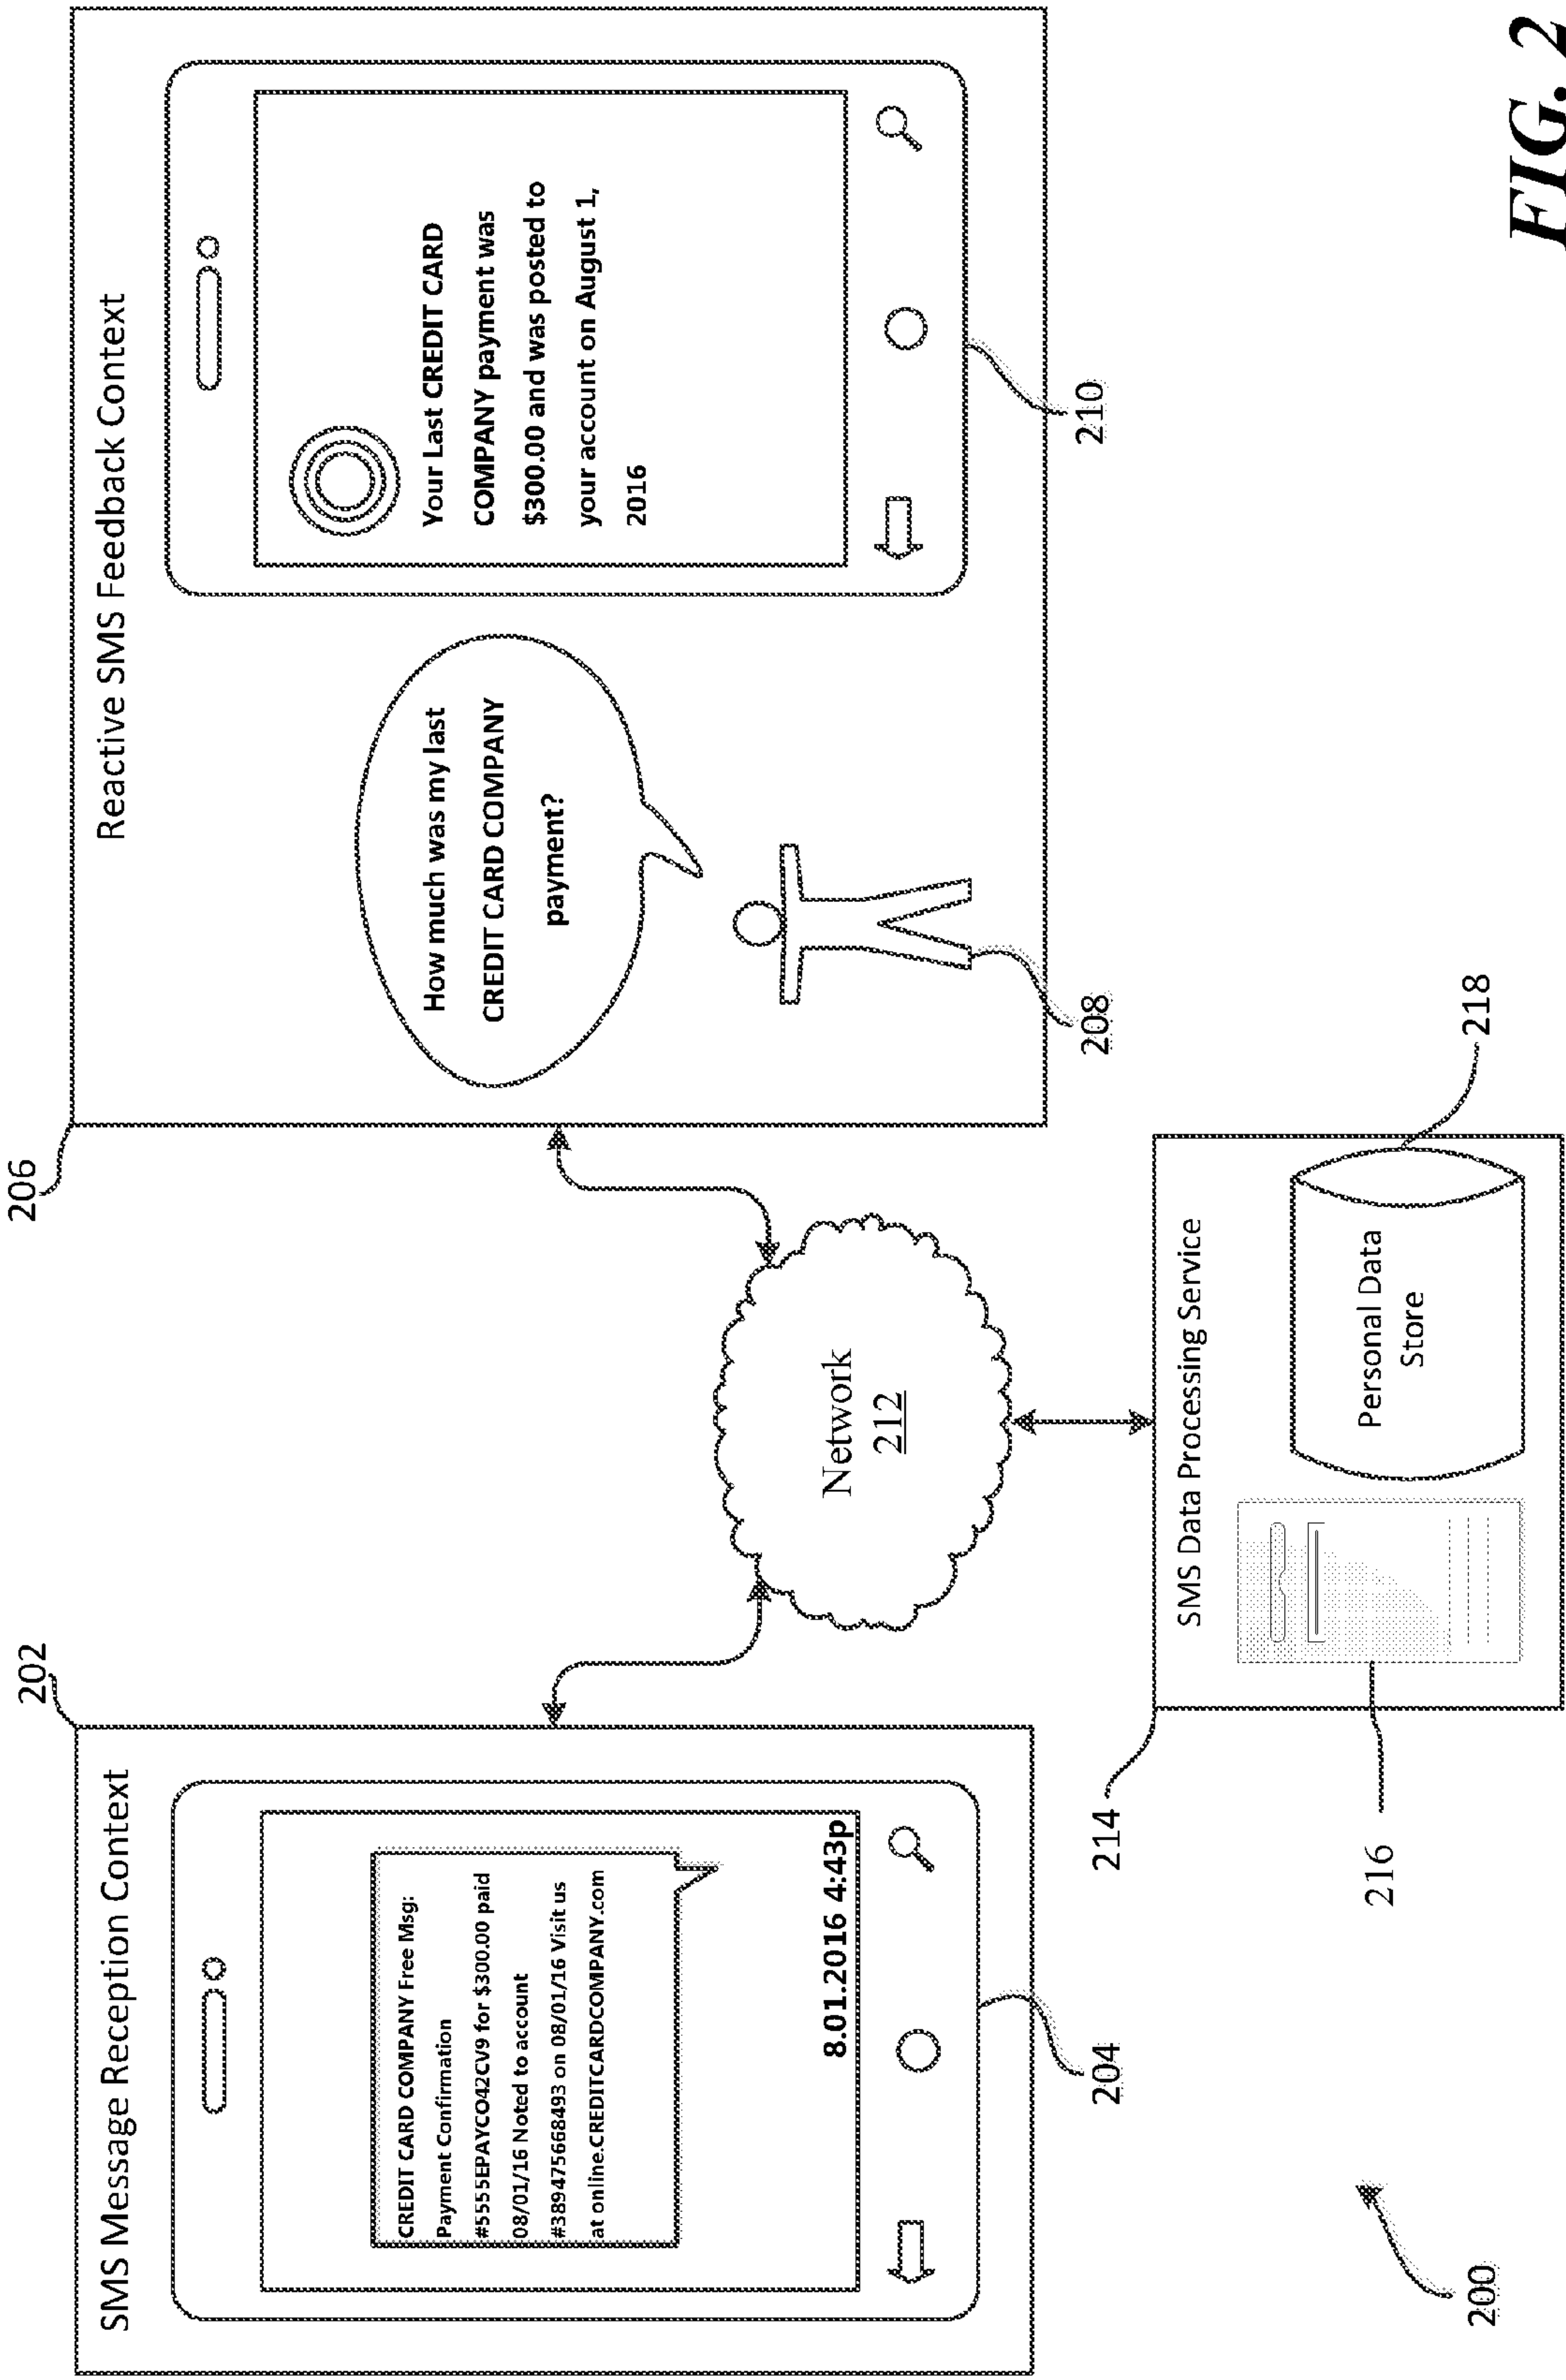 202
SMS Message Reception Context
CREDIT CARD COMPANY Free Msg:
Payment Confirmation
#5555EPAYCO42CV9 for $300.00 paid
08/01/16 Noted to account
#389475668493 on 08/01/16 Visit us
at online.CREDITCARDCOMPANY.com
8.01.2016 4:43p
204
206
Reactive SMS Feedback Context
How much was my last
CREDIT CARD COMPANY
payment?
208
Your Last CREDIT CARD
COMPANY payment was
$300.00 and was posted to
your account on August 1,
2016
210
Network
212
214
SMS Data Processing Service
216
Personal Data
Store
218
200
FIG. 2